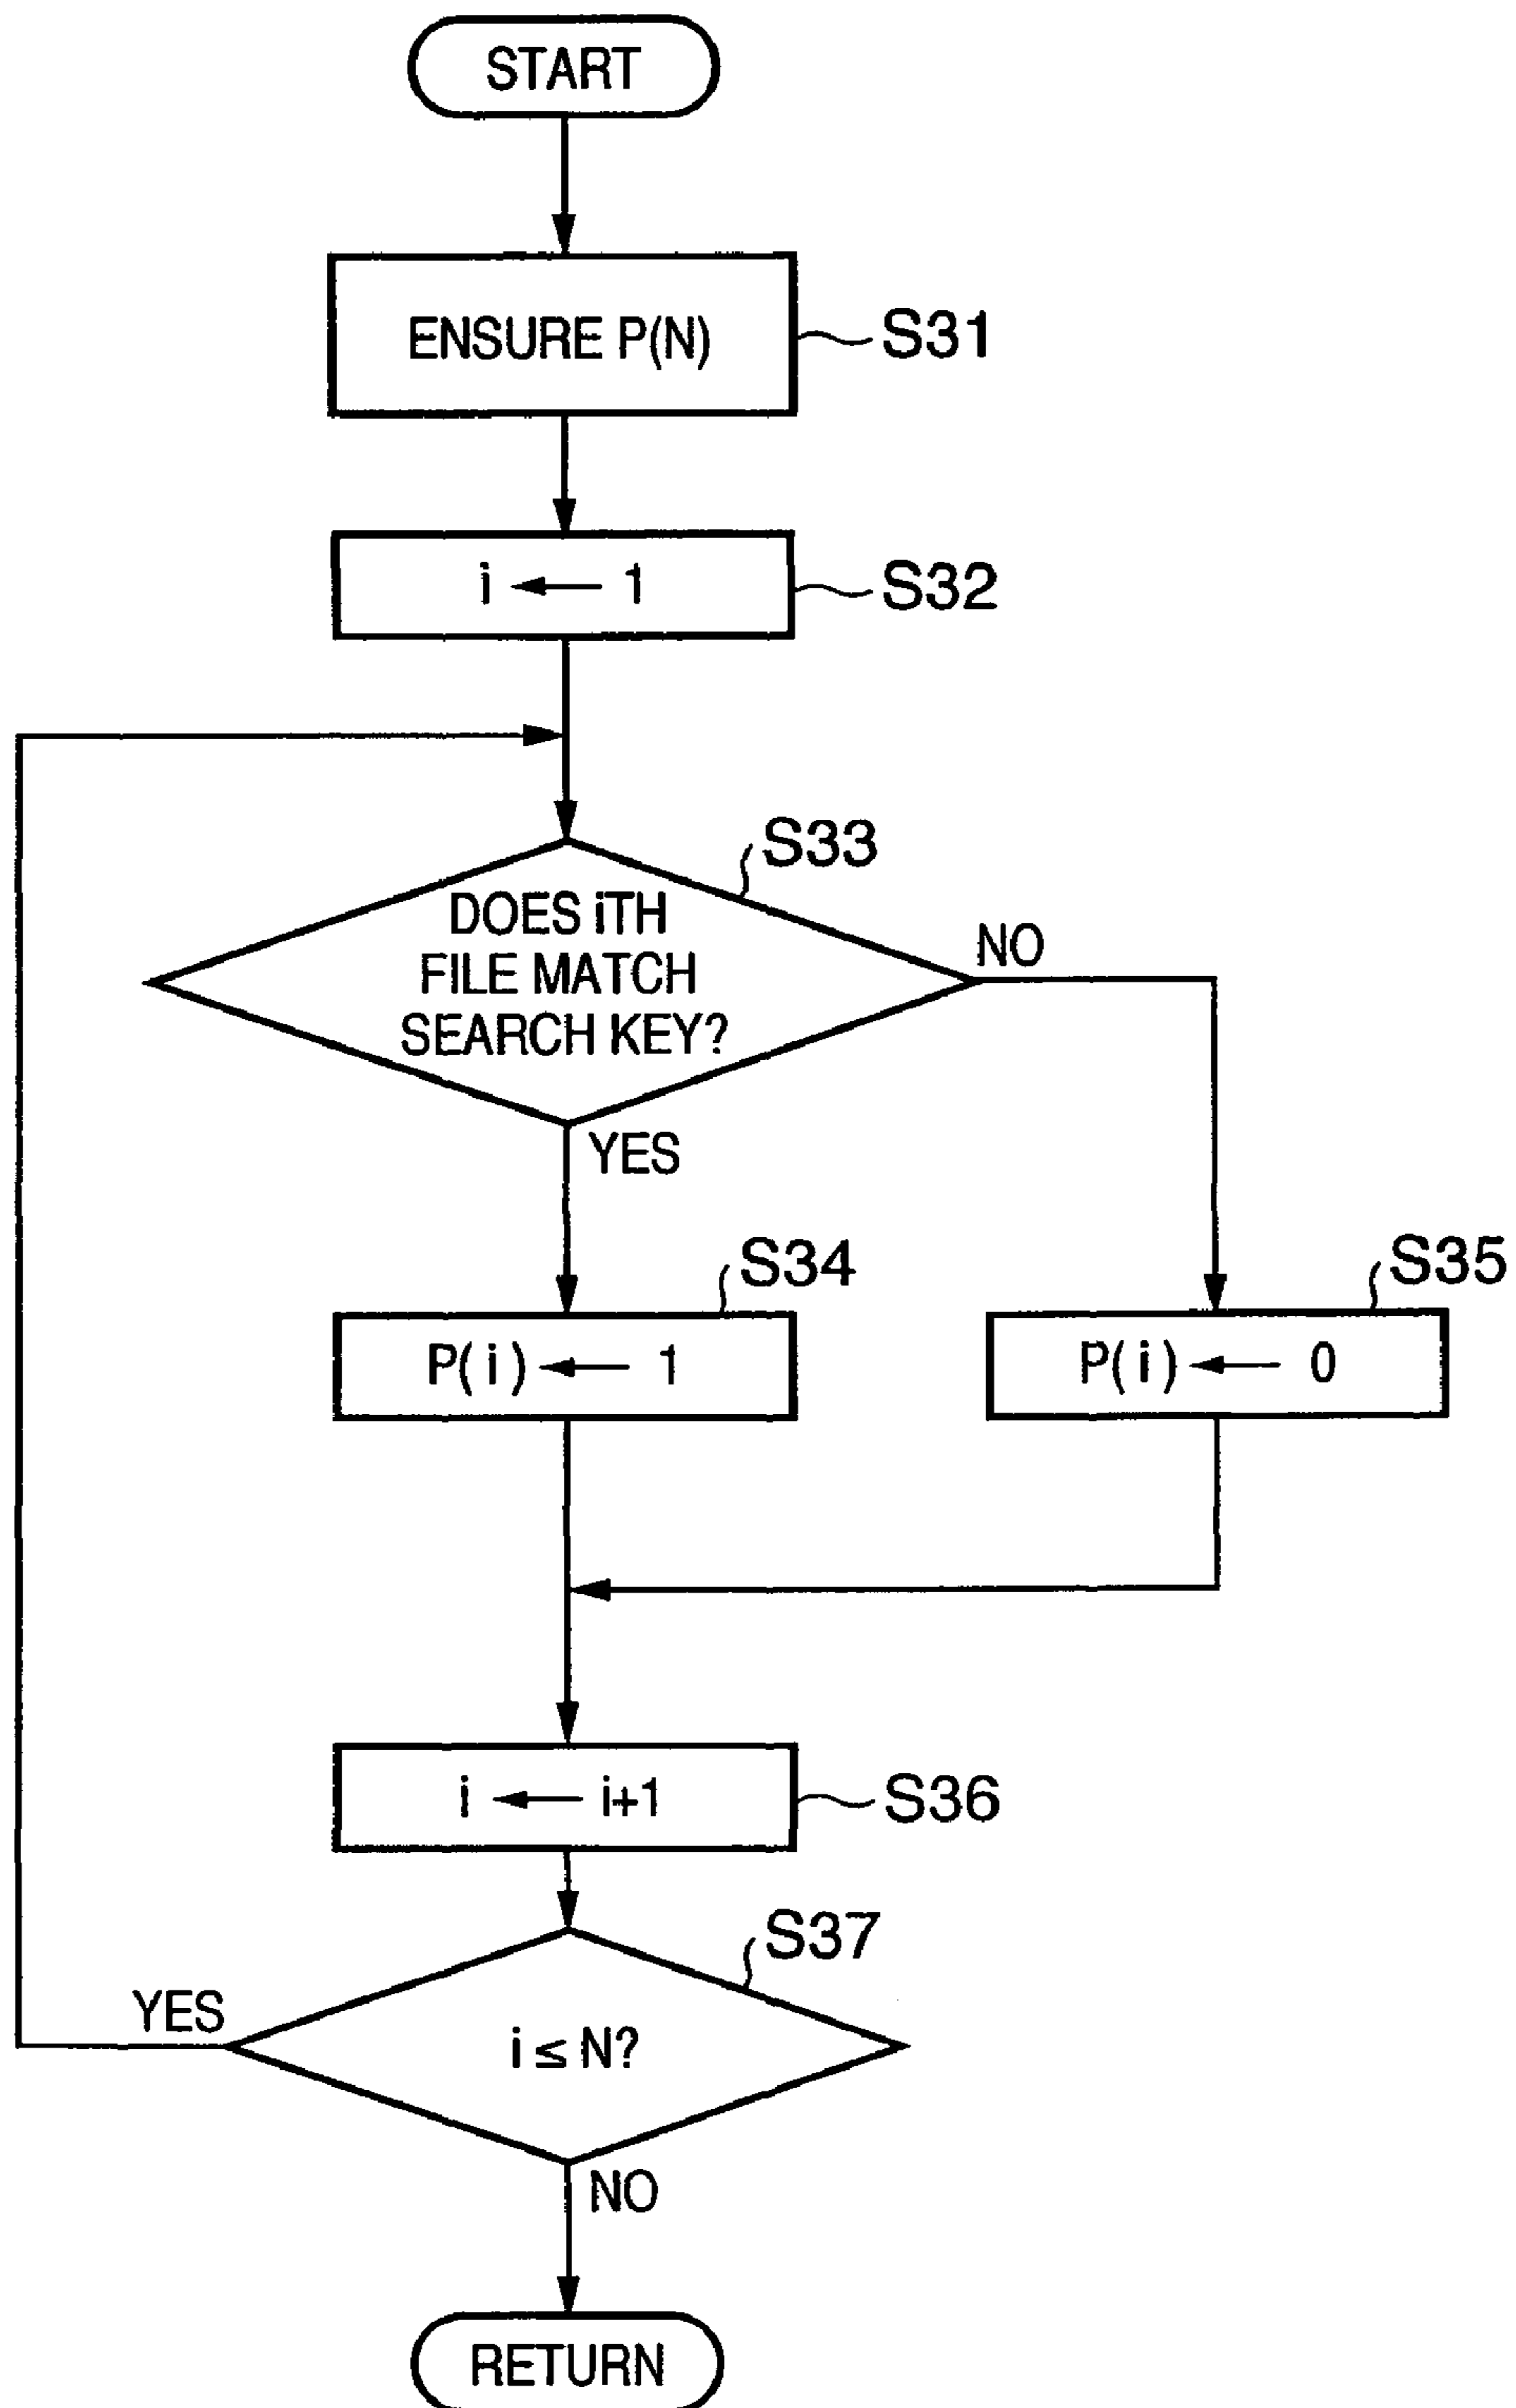 START
ENSURE P(N)
S31
i ← 1
S32
S33
DOES iTH
FILE MATCH
SEARCH KEY?
NO
YES
S34
P(i) ← 1
S35
P(i) ← 0
i ← i+1
S36
S37
YES
i ≤ N?
NO
RETURN